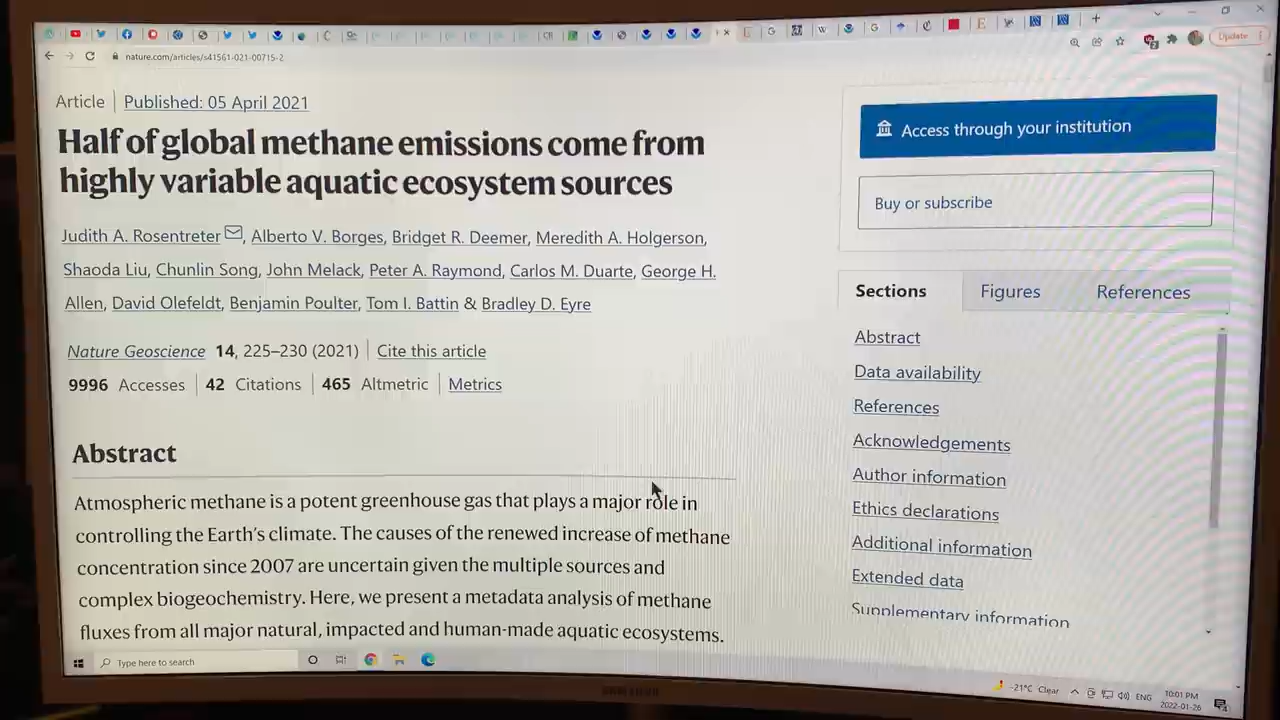 Update
nature.com/articles/s41561-021-00715-2
Article | Published: 05 April 2021
Half of global methane emissions come from
highly variable aquatic ecosystem sources
Judith A. Rosentreter, Alberto V. Borges, Bridget R. Deemer, Meredith A. Holgerson,
Shaoda Liu, Chunlin Song, John Melack, Peter A. Raymond, Carlos M. Duarte, George H.
Allen, David Olefeldt, Benjamin Poulter, Tom I. Battin & Bradley D. Eyre
Nature Geoscience 14, 225–230 (2021) | Cite this article
9996 Accesses | 42 Citations | 465 Altmetric | Metrics
Abstract
Atmospheric methane is a potent greenhouse gas that plays a major role in
controlling the Earth's climate. The causes of the renewed increase of methane
concentration since 2007 are uncertain given the multiple sources and
complex biogeochemistry. Here, we present a metadata analysis of methane
fluxes from all major natural, impacted and human-made aquatic ecosystems.
Access through your institution
Buy or subscribe
Sections Figures References
Abstract
Data availability
References
Acknowledgements
Author information
Ethics declarations
Additional information
Extended data
Supplementary information
Type here to search
-21°C Clear
ENG
10:01 PM
2022-01-26
SAMSUNG